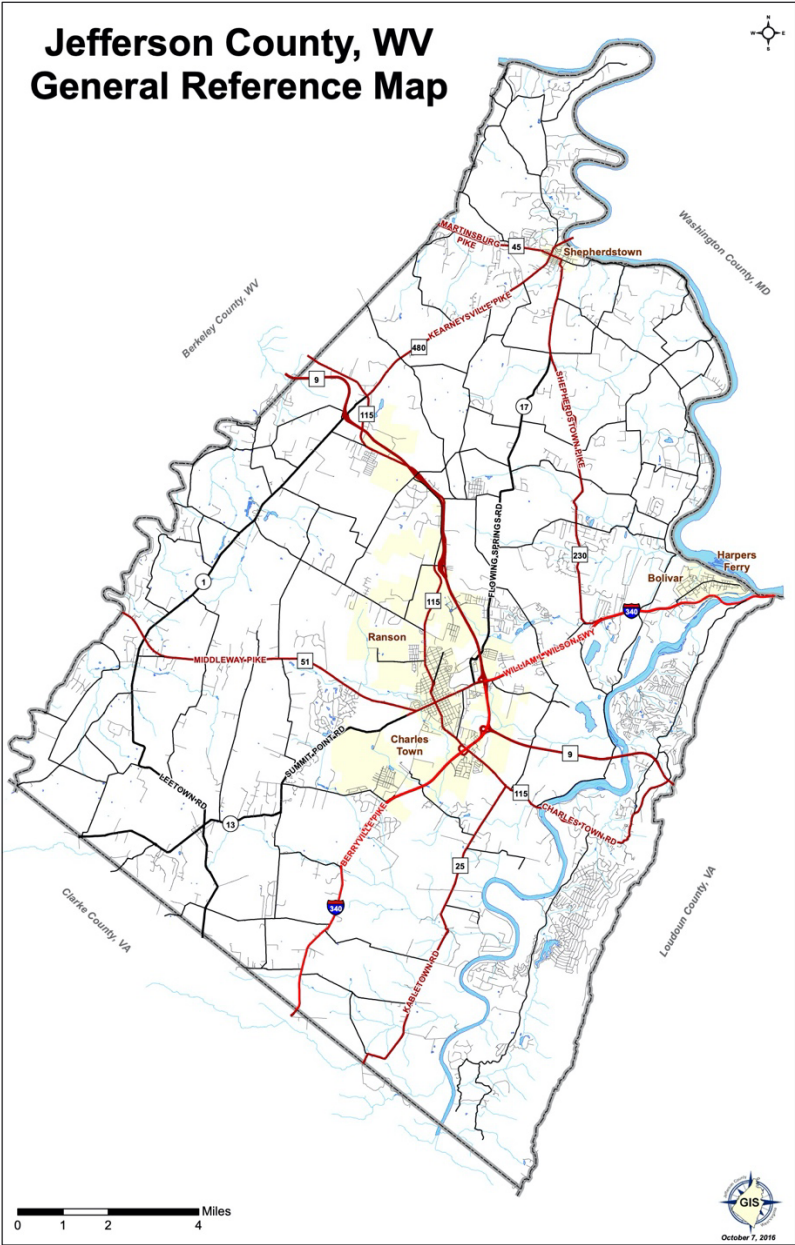 Jefferson County, WV
General Reference Map
N
W
E
S
Washington County, MD
Berkeley County, WV
MARTINSBURG
PIKE
45
Shepherdstown
KEARNEYSVILLE PIKE
480
9
115
17
SHEPHERDSTOWN PIKE
FLOWING SPRINGS RD
230
Harpers
Ferry
Bolivar
1
115
340
Ranson
WILLIAM L WILSON FWY
MIDDLEWAY PIKE
51
SUMMIT POINT RD
Charles
Town
9
LEETOWN RD
115
CHARLES TOWN RD
13
BERRYVILLE PIKE
25
340
Clarke County, VA
Loudoun County, VA
KABLETOWN RD
Miles
0 1 2 4
GIS
October 7, 2016